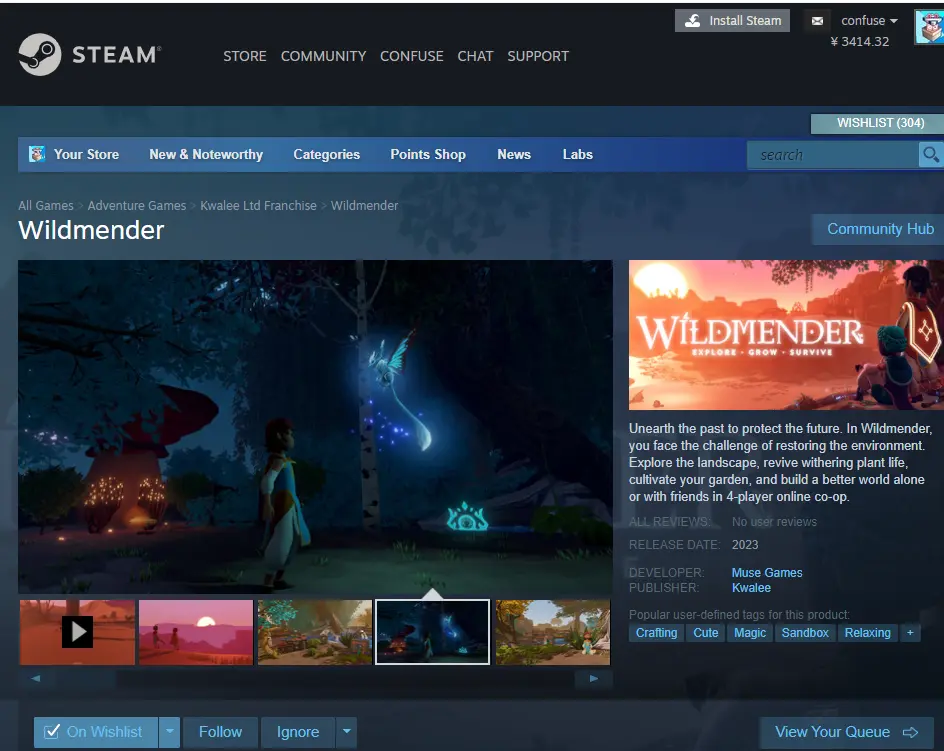 Install Steam
confuse
¥ 3414.32
STEAM®
STORE COMMUNITY CONFUSE CHAT SUPPORT
WISHLIST (304)
Your Store New & Noteworthy Categories Points Shop News Labs
search
All Games > Adventure Games > Kwalee Ltd Franchise > Wildmender
Wildmender
Community Hub
WILDMENDER
EXPLORE · GROW · SURVIVE
Unearth the past to protect the future. In Wildmender,
you face the challenge of restoring the environment.
Explore the landscape, revive withering plant life,
cultivate your garden, and build a better world alone
or with friends in 4-player online co-op.
ALL REVIEWS: No user reviews
RELEASE DATE: 2023
DEVELOPER: Muse Games
PUBLISHER: Kwalee
Popular user-defined tags for this product:
Crafting Cute Magic Sandbox Relaxing +
On Wishlist Follow Ignore View Your Queue